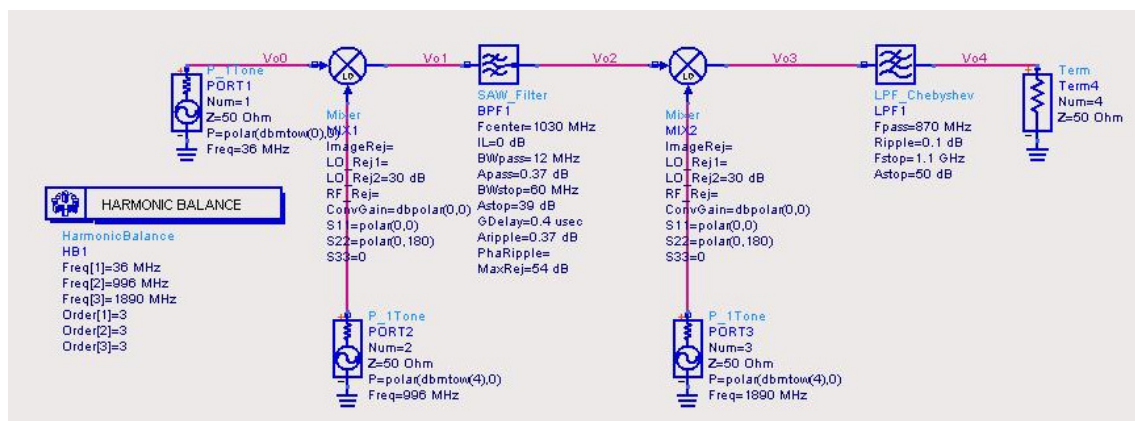 Vo0
Vo1
Vo2
Vo3
Vo4
P_1Tone
PORT1
Num=1
Z=50 Ohm
P=polar(dbmtow(0),0)
Freq=36 MHz
LO
Mixer
MIX1
ImageRej=
LO_Rej1=
LO_Rej2=30 dB
RF_Rej=
ConvGain=dbpolar(0,0)
S11=polar(0,0)
S22=polar(0,180)
S33=0
SAW_Filter
BPF1
Fcenter=1030 MHz
IL=0 dB
BWpass=12 MHz
Apass=0.37 dB
BWstop=60 MHz
Astop=39 dB
GDelay=0.4 usec
Aripple=0.37 dB
PhaRipple=
MaxRej=54 dB
LO
Mixer
MIX2
ImageRej=
LO_Rej1=
LO_Rej2=30 dB
RF_Rej=
ConvGain=dbpolar(0,0)
S11=polar(0,0)
S22=polar(0,180)
S33=0
LPF_Chebyshev
LPF1
Fpass=870 MHz
Ripple=0.1 dB
Fstop=1.1 GHz
Astop=50 dB
Term
Term4
Num=4
Z=50 Ohm
HARMONIC BALANCE
HarmonicBalance
HB1
Freq[1]=36 MHz
Freq[2]=996 MHz
Freq[3]=1890 MHz
Order[1]=3
Order[2]=3
Order[3]=3
P_1Tone
PORT2
Num=2
Z=50 Ohm
P=polar(dbmtow(4),0)
Freq=996 MHz
P_1Tone
PORT3
Num=3
Z=50 Ohm
P=polar(dbmtow(4),0)
Freq=1890 MHz